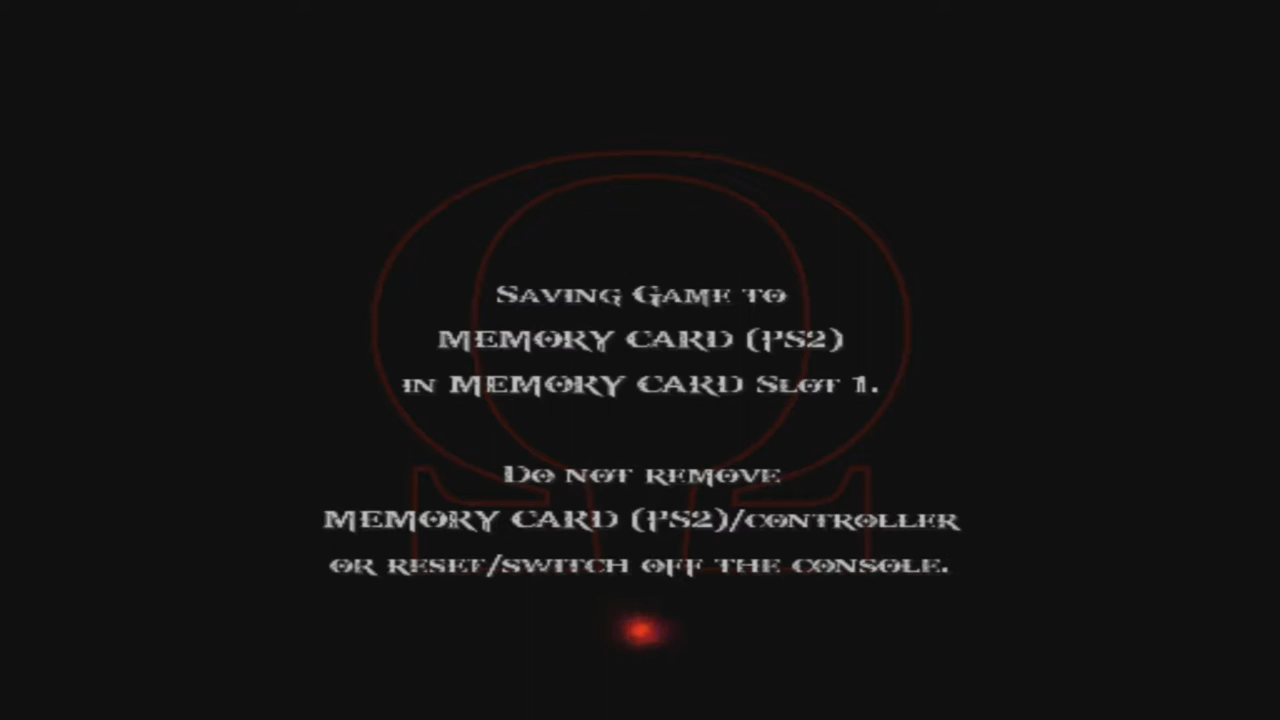 Saving Game to
MEMORY CARD (PS2)
in MEMORY CARD Slot 1.
Do not remove
MEMORY CARD (PS2)/controller
or reset/switch off the console.